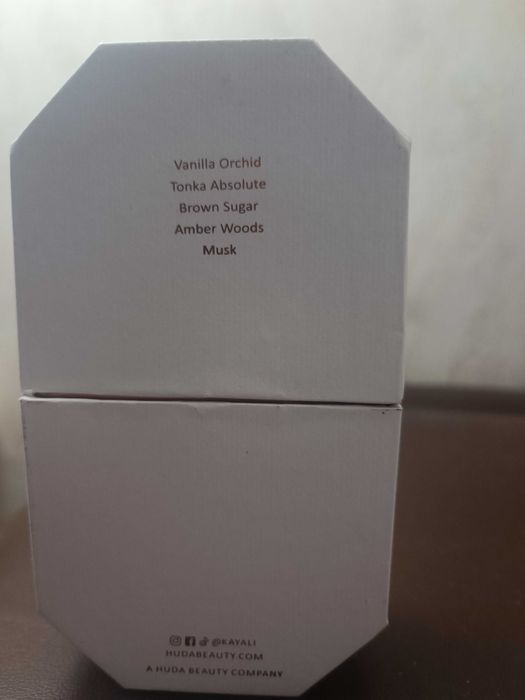 Vanilla Orchid
Tonka Absolute
Brown Sugar
Amber Woods
Musk
@KAYALI
HUDABEAUTY.COM
A HUDA BEAUTY COMPANY